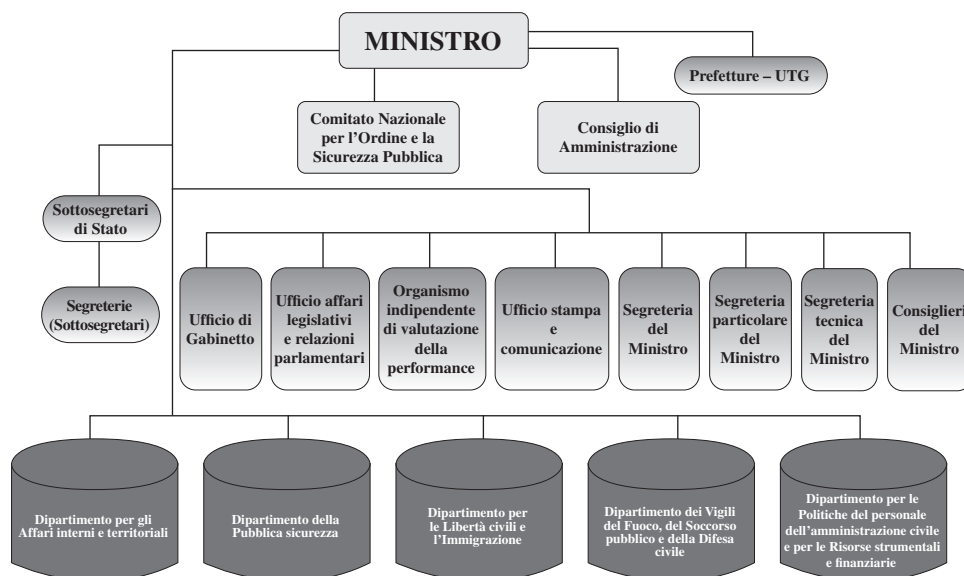 MINISTRO
Prefetture – UTG
Comitato Nazionale
per l'Ordine e la
Sicurezza Pubblica
Consiglio di
Amministrazione
Sottosegretari
di Stato
Segreterie
(Sottosegretari)
Ufficio di
Gabinetto
Ufficio affari
legislativi
e relazioni
parlamentari
Organismo
indipendente
di valutazione
della
performance
Ufficio stampa
e
comunicazione
Segreteria
del
Ministro
Segreteria
particolare
del
Ministro
Segreteria
tecnica
del
Ministro
Consiglieri
del
Ministro
Dipartimento per gli
Affari interni e territoriali
Dipartimento della
Pubblica sicurezza
Dipartimento per
le Libertà civili e
l'Immigrazione
Dipartimento dei Vigili
del Fuoco, del Soccorso
pubblico e della Difesa
civile
Dipartimento per le
Politiche del personale
dell'amministrazione civile
e per le Risorse strumentali
e finanziarie